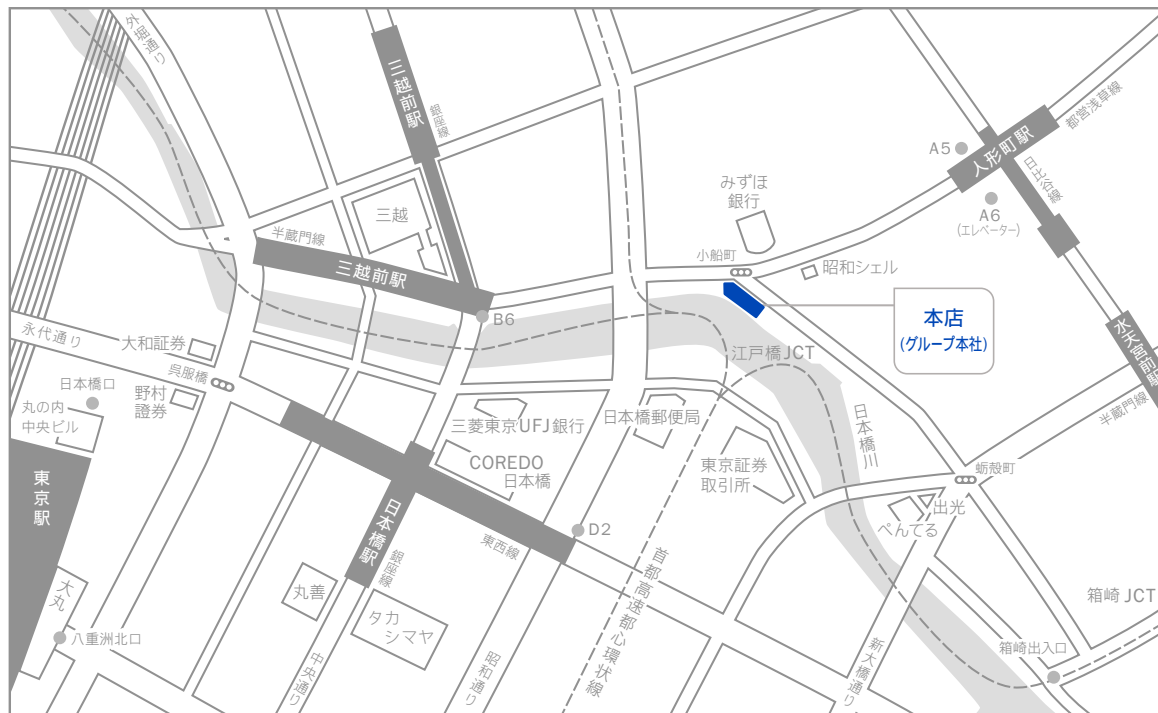 外堀通り
三越前駅
銀座線
都営浅草線
人形町駅
A5
日比谷線
A6
(エレベーター)
みずほ
銀行
三越
半蔵門線
三越前駅
小船町
昭和シェル
B6
本店
(グループ本社)
永代通り
大和証券
江戸橋JCT
水天宮前駅
呉服橋
日本橋口
野村
證券
丸の内
中央ビル
三菱東京UFJ銀行
日本橋郵便局
日本橋川
半蔵門線
COREDO
日本橋
東京証券
取引所
蛎殻町
東京駅
出光
ぺんてる
日本橋駅
D2
東西線
銀座線
首都高速都心環状線
大丸
丸善
タカ
シマヤ
箱崎JCT
八重洲北口
箱崎出入口
中央通り
昭和通り
新大橋通り